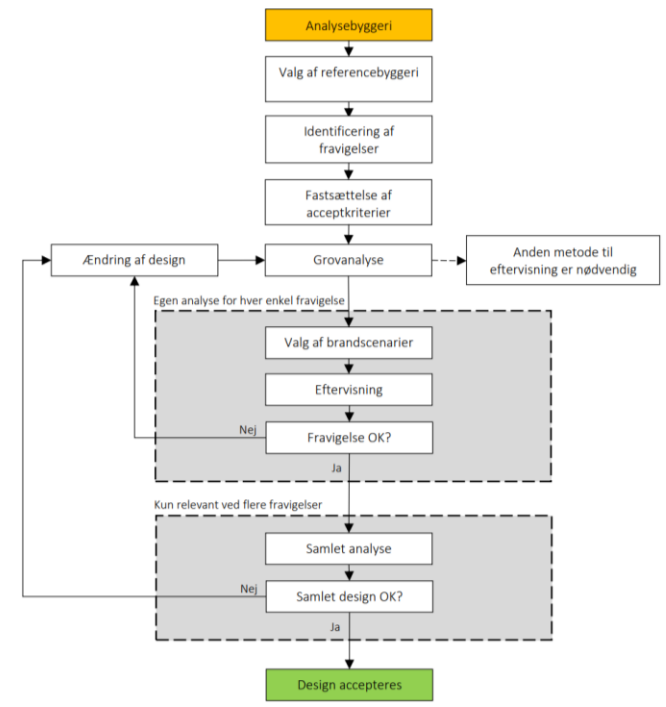 Analysebyggeri
Valg af referencebyggeri
Identificering af
fravigelser
Fastsættelse af
acceptkriterier
Ændring af design
Grovanalyse
Anden metode til
eftervisning er nødvendig
Egen analyse for hver enkel fravigelse
Valg af brandscenarier
Eftervisning
Nej
Fravigelse OK?
Ja
Kun relevant ved flere fravigelser
Samlet analyse
Nej
Samlet design OK?
Ja
Design accepteres